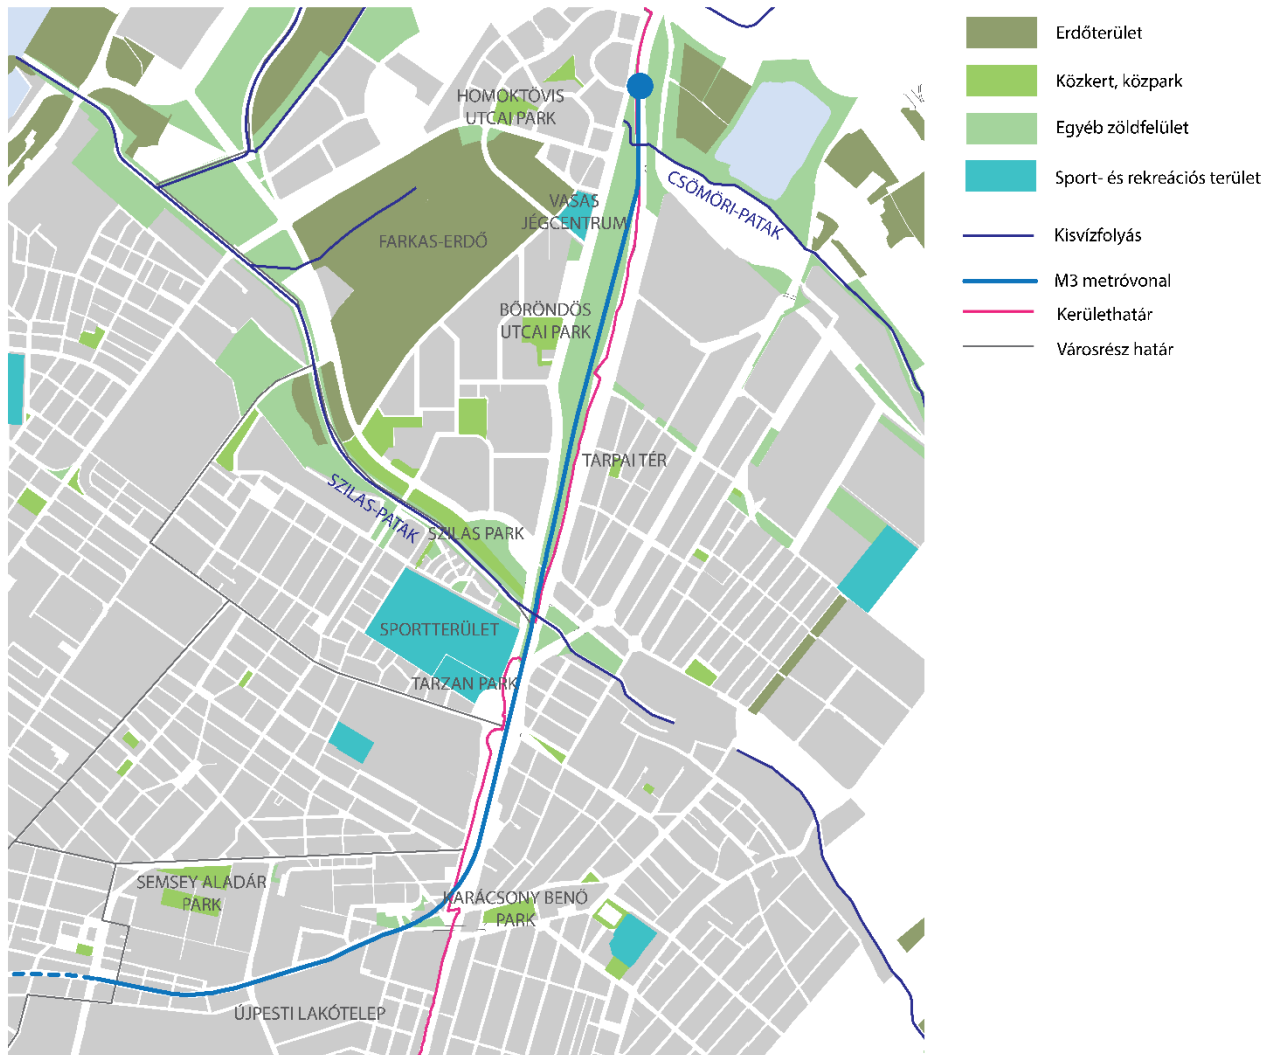 HOMOKTÖVIS
UTCAI PARK
VASAS
JÉGCENTRUM
CSÖMÖRI-PATAK
FARKAS-ERDŐ
BŐRÖNDÖS
UTCAI PARK
TARPAI TÉR
SZILAS-PATAK
SZILAS PARK
SPORTTERÜLET
TARZAN PARK
SEMSEY ALADÁR
PARK
KARÁCSONY BENŐ
PARK
ÚJPESTI LAKÓTELEP
Erdőterület
Közkert, közpark
Egyéb zöldfelület
Sport- és rekreációs terület
Kisvízfolyás
M3 metróvonal
Kerülethatár
Városrész határ